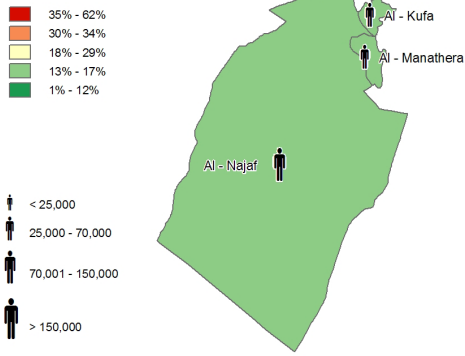 35% - 62%
30% - 34%
18% - 29%
13% - 17%
1% - 12%
Al - Kufa
Al - Manathera
Al - Najaf
< 25,000
25,000 - 70,000
70,001 - 150,000
> 150,000